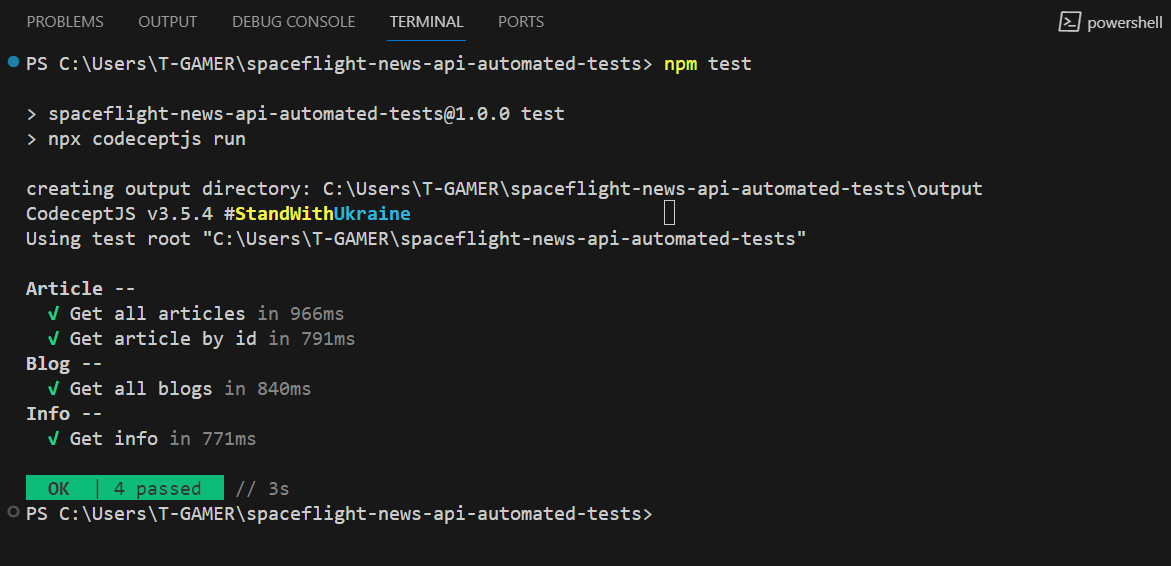 PROBLEMS OUTPUT DEBUG CONSOLE TERMINAL PORTS powershell
PS C:\Users\T-GAMER\spaceflight-news-api-automated-tests> npm test
> spaceflight-news-api-automated-tests@1.0.0 test
> npx codeceptjs run
creating output directory: C:\Users\T-GAMER\spaceflight-news-api-automated-tests\output
CodeceptJS v3.5.4 #StandWithUkraine
Using test root "C:\Users\T-GAMER\spaceflight-news-api-automated-tests"
Article --
√ Get all articles in 966ms
√ Get article by id in 791ms
Blog --
√ Get all blogs in 840ms
Info --
√ Get info in 771ms
OK | 4 passed // 3s
PS C:\Users\T-GAMER\spaceflight-news-api-automated-tests>